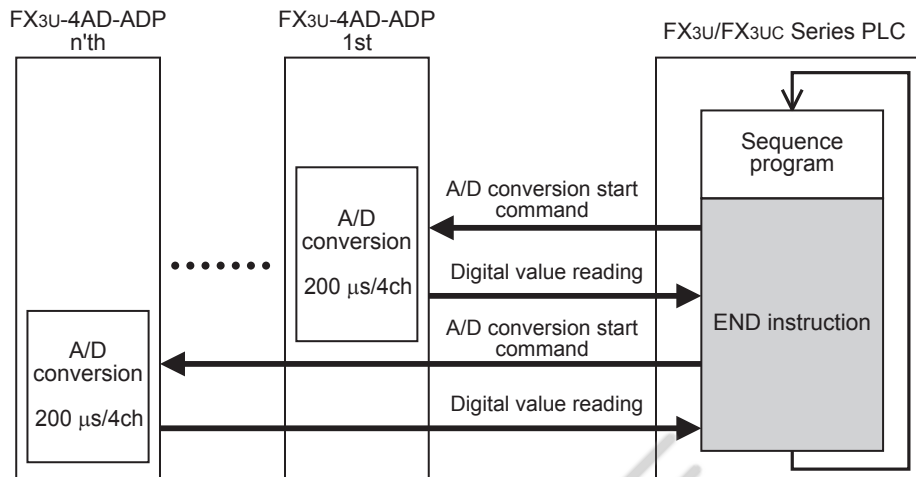 FX3U-4AD-ADP
n'th
FX3U-4AD-ADP
1st
FX3U/FX3UC Series PLC
Sequence
program
A/D conversion start
command
A/D
conversion
200 μs/4ch
Digital value reading
A/D conversion start
command
END instruction
A/D
conversion
200 μs/4ch
Digital value reading